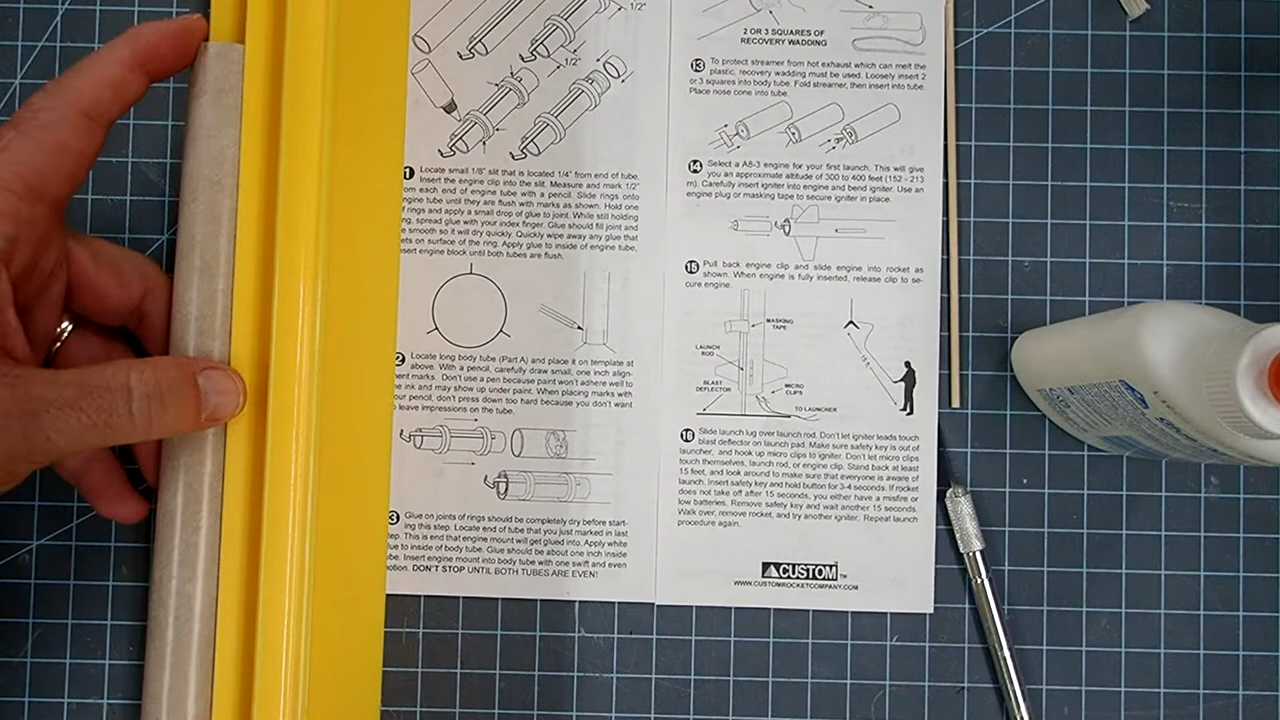 1/2"
1/2"
1 Locate small 1/8" slit that is located 1/4" from end of tube.
Insert the engine clip into the slit. Measure and mark 1/2"
om each end of engine tube with a pencil. Slide rings onto
ngine tube until they are flush with marks as shown. Hold one
f rings and apply a small drop of glue to joint. While still holding
ng, spread glue with your index finger. Glue should fill joint and
e smooth so it will dry quickly. Quickly wipe away any glue that
ets on surface of the ring. Apply glue to inside of engine tube,
nsert engine block until both tubes are flush.
2 Locate long body tube (Part A) and place it on template at
above. With a pencil, carefully draw small, one inch align-
ent marks. Don't use a pen because paint won't adhere well to
e ink and may show up under paint. When placing marks with
our pencil, don't press down too hard because you don't want
o leave impressions on the tube.
3 Glue on joints of rings should be completely dry before start-
ing this step. Locate end of tube that you just marked in last
tep. This is end that engine mount will get glued into. Apply white
lue to inside of body tube. Glue should be about one inch inside
ube. Insert engine mount into body tube with one swift and even
otion. DON'T STOP UNTIL BOTH TUBES ARE EVEN!
2 OR 3 SQUARES OF
RECOVERY WADDING
13 To protect streamer from hot exhaust which can melt the
plastic, recovery wadding must be used. Loosely insert 2
or 3 squares into body tube. Fold streamer, then insert into tube.
Place nose cone into tube.
14 Select a A8-3 engine for your first launch. This will give
you an approximate altitude of 300 to 400 feet (152 - 213
m). Carefully insert igniter into engine and bend igniter. Use an
engine plug or masking tape to secure igniter in place.
15 Pull back engine clip and slide engine into rocket as
shown. When engine is fully inserted, release clip to se-
cure engine.
MASKING
TAPE
LAUNCH
ROD
BLAST
DEFLECTOR
MICRO
CLIPS
TO LAUNCHER
15 ft.
16 Slide launch lug over launch rod. Don't let igniter leads touch
blast deflector on launch pad. Make sure safety key is out of
launcher, and hook up micro clips to igniter. Don't let micro clips
touch themselves, launch rod, or engine clip. Stand back at least
15 feet, and look around to make sure that everyone is aware of
launch. Insert safety key and hold button for 3-4 seconds. If rocket
does not take off after 15 seconds, you either have a misfire or
low batteries. Remove safety key and wait another 15 seconds.
Walk over, remove rocket, and try another igniter. Repeat launch
procedure again.
CUSTOM™
WWW.CUSTOMROCKETCOMPANY.COM